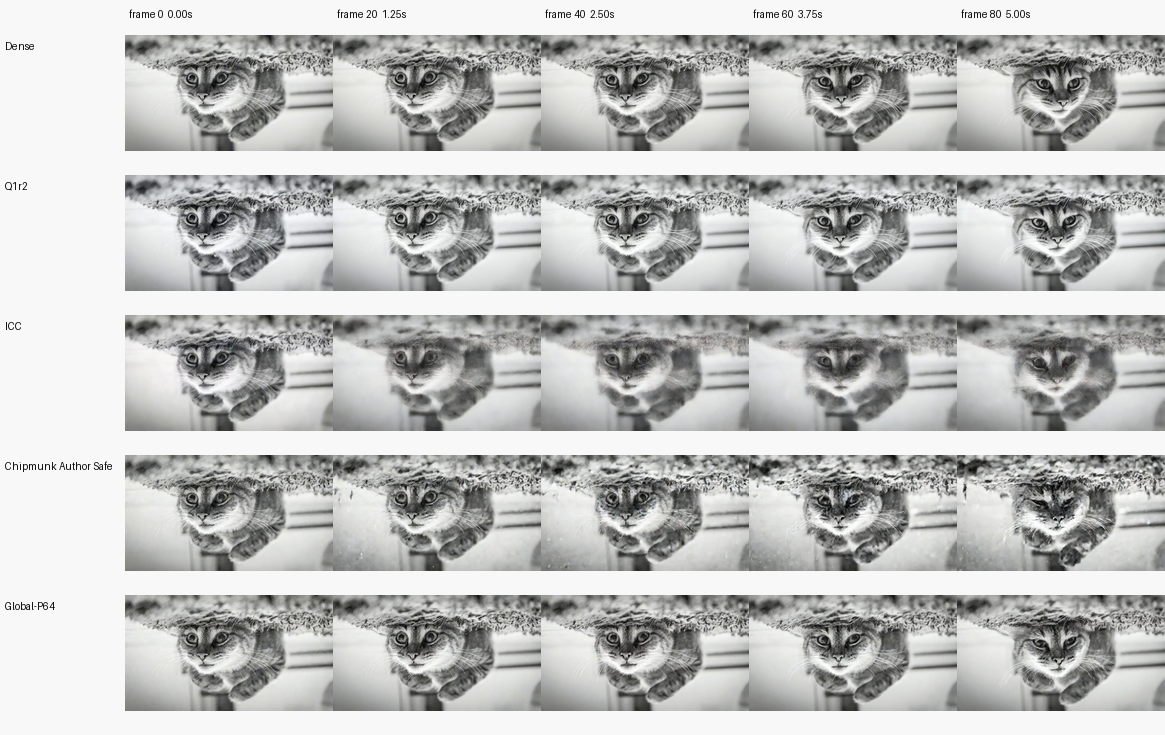 frame 0 0.00s frame 20 1.25s frame 40 2.50s frame 60 3.75s frame 80 5.00s
Dense
Q1r2
ICC
Chipmunk Author Safe
Global-P64